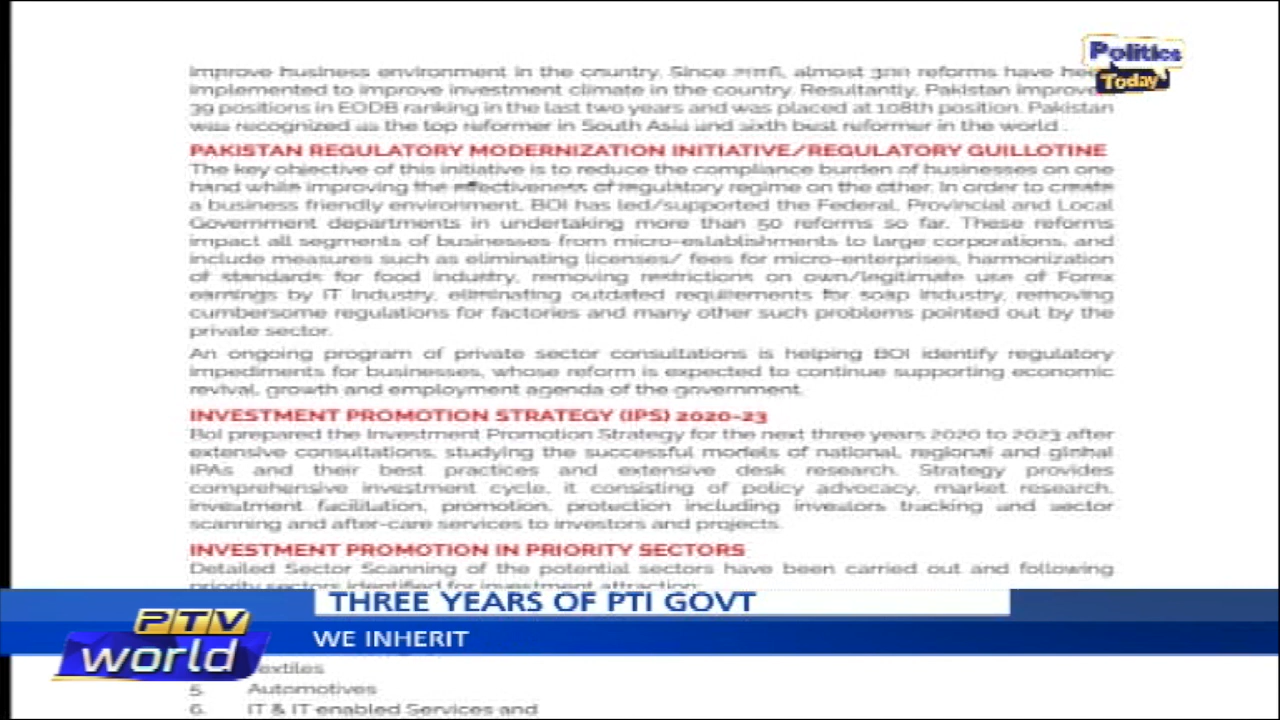 Politics
Today
improve business environment in the country. Since almost 300 reforms have been
implemented to improve investment climate in the country. Resultantly, Pakistan improved
39 positions in EODB ranking in the last two years and was placed at 108th position. Pakistan
was recognized as the top reformer in South Asia and sixth best reformer in the world .
PAKISTAN REGULATORY MODERNIZATION INITIATIVE/REGULATORY GUILLOTINE
The key objective of this initiative is to reduce the compliance burden of businesses on one
hand while improving the effectiveness of regulatory regime on the other. In order to create
a business friendly environment, BOI has led/supported the Federal, Provincial and Local
Government departments in undertaking more than 50 reforms so far. These reforms
impact all segments of businesses from micro-establishments to large corporations, and
include measures such as eliminating licenses/ fees for micro-enterprises, harmonization
of standards for food industry, removing restrictions on own/legitimate use of Forex
earnings by IT Industry, eliminating outdated requirements for soap industry, removing
cumbersome regulations for factories and many other such problems pointed out by the
private sector.
An ongoing program of private sector consultations is helping BOI identify regulatory
impediments for businesses, whose reform is expected to continue supporting economic
revival, growth and employment agenda of the government.
INVESTMENT PROMOTION STRATEGY (IPS) 2020-23
BoI prepared the Investment Promotion Strategy for the next three years 2020 to 2023 after
extensive consultations, studying the successful models of national, regional and global
IPAs and their best practices and extensive desk research. Strategy provides
comprehensive investment cycle, it consisting of policy advocacy, market research,
investment facilitation, promotion, protection including investors tracking and sector
scanning and after-care services to investors and projects.
INVESTMENT PROMOTION IN PRIORITY SECTORS
Detailed Sector Scanning of the potential sectors have been carried out and following
priority sectors identified for investment attraction:
THREE YEARS OF PTI GOVT
PTV
world
WE INHERIT
Textiles
5. Automotives
6. IT & IT enabled Services and